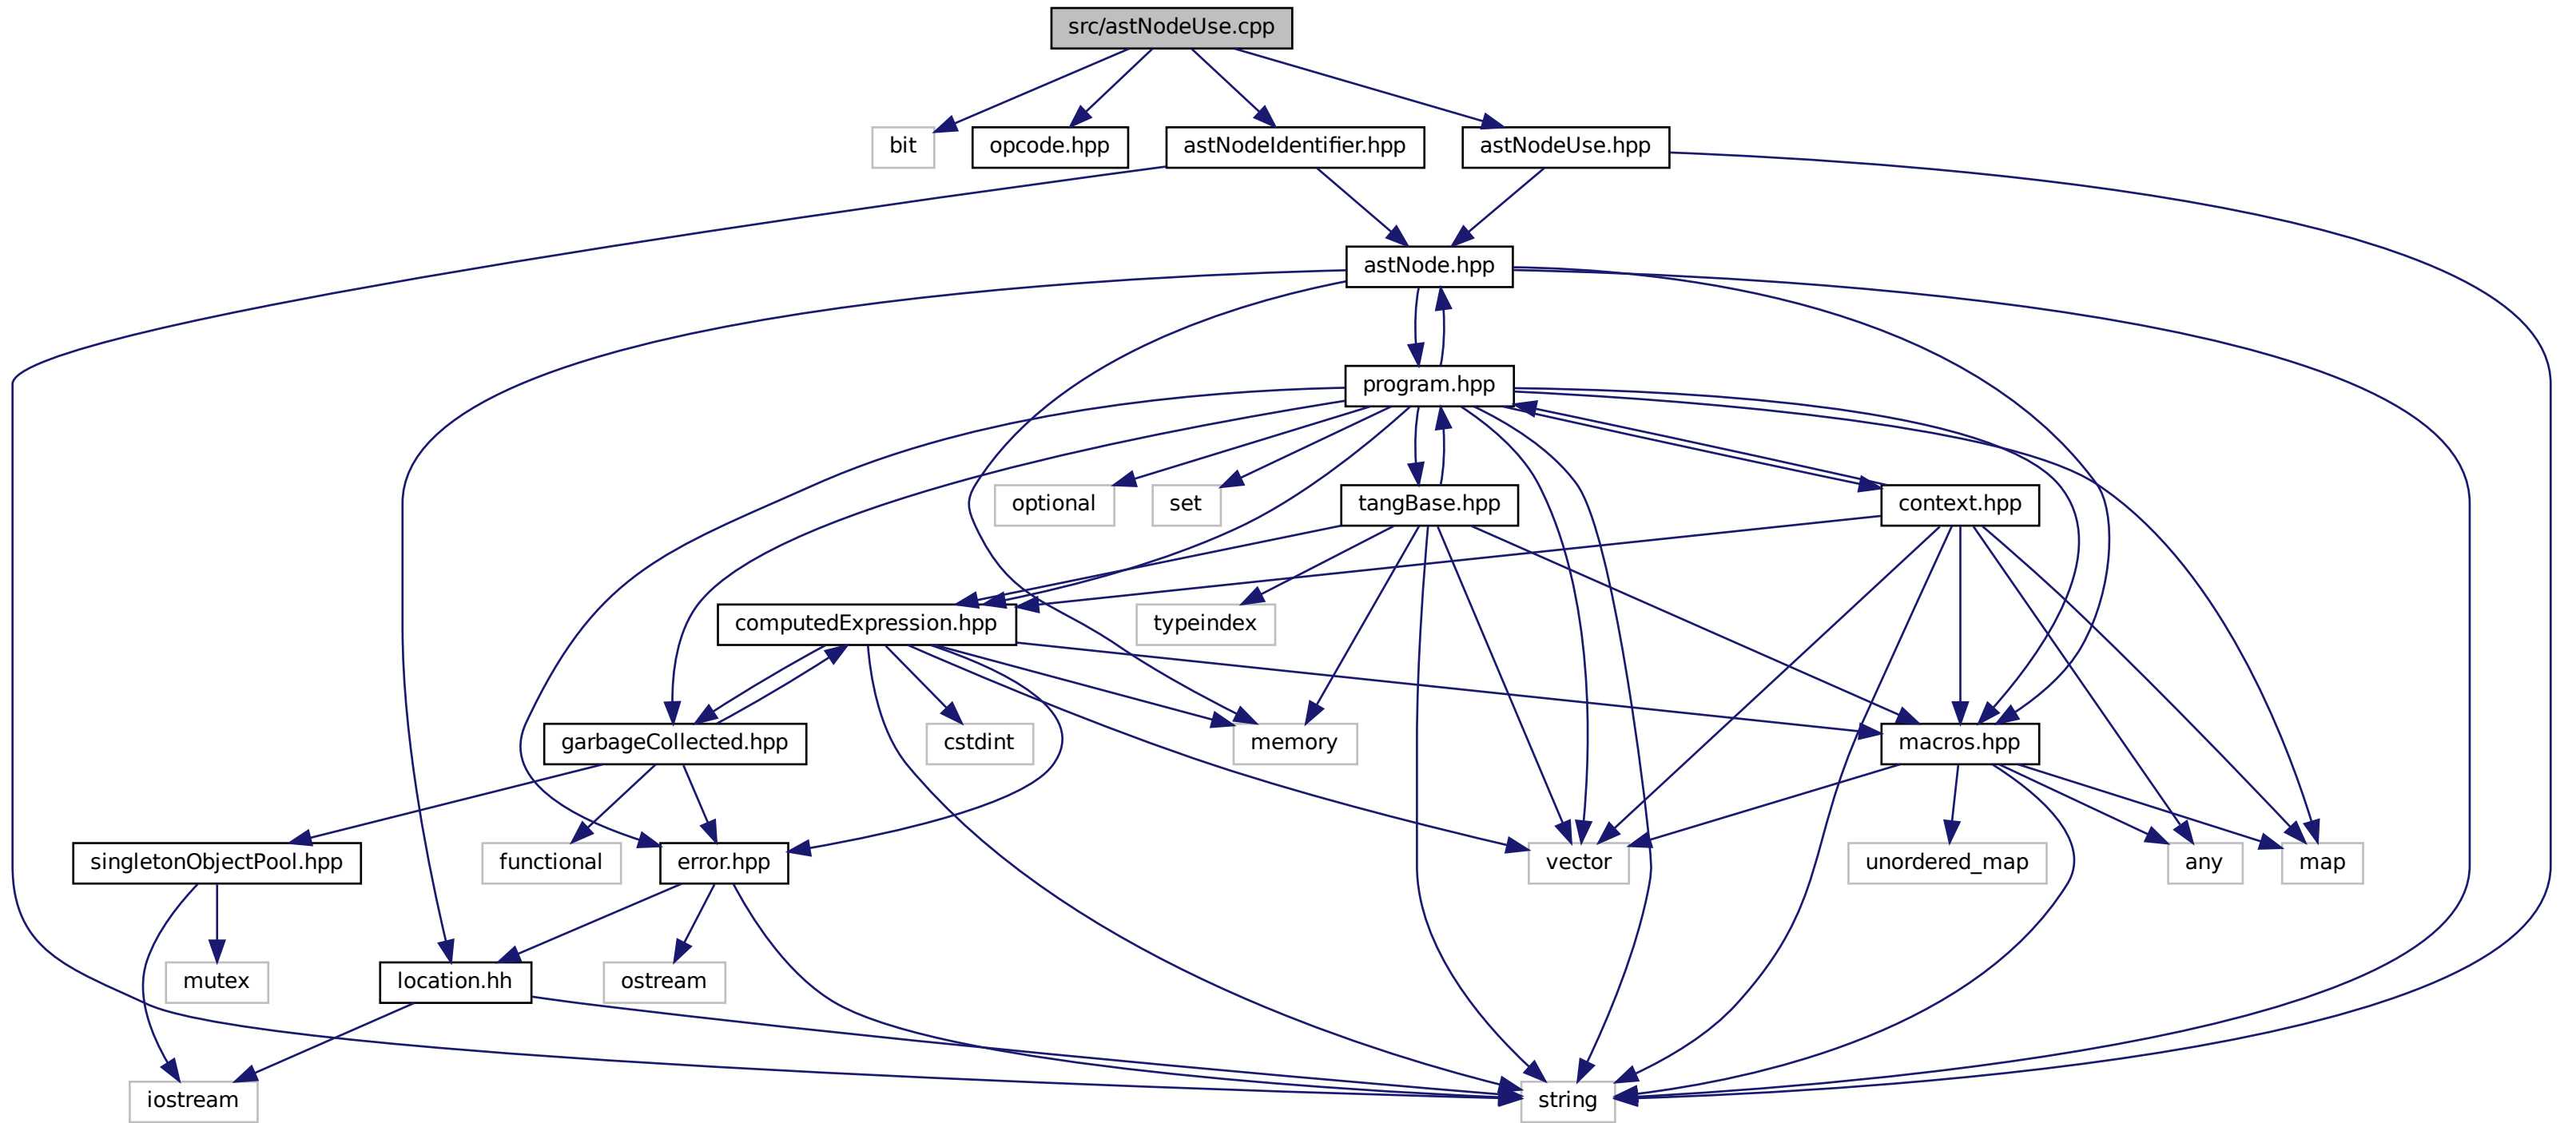 src/astNodeUse.cpp
bit
opcode.hpp
astNodeIdentifier.hpp
astNodeUse.hpp
astNode.hpp
program.hpp
optional
set
tangBase.hpp
context.hpp
computedExpression.hpp
typeindex
garbageCollected.hpp
cstdint
memory
macros.hpp
singletonObjectPool.hpp
functional
error.hpp
vector
unordered_map
any
map
mutex
location.hh
ostream
iostream
string